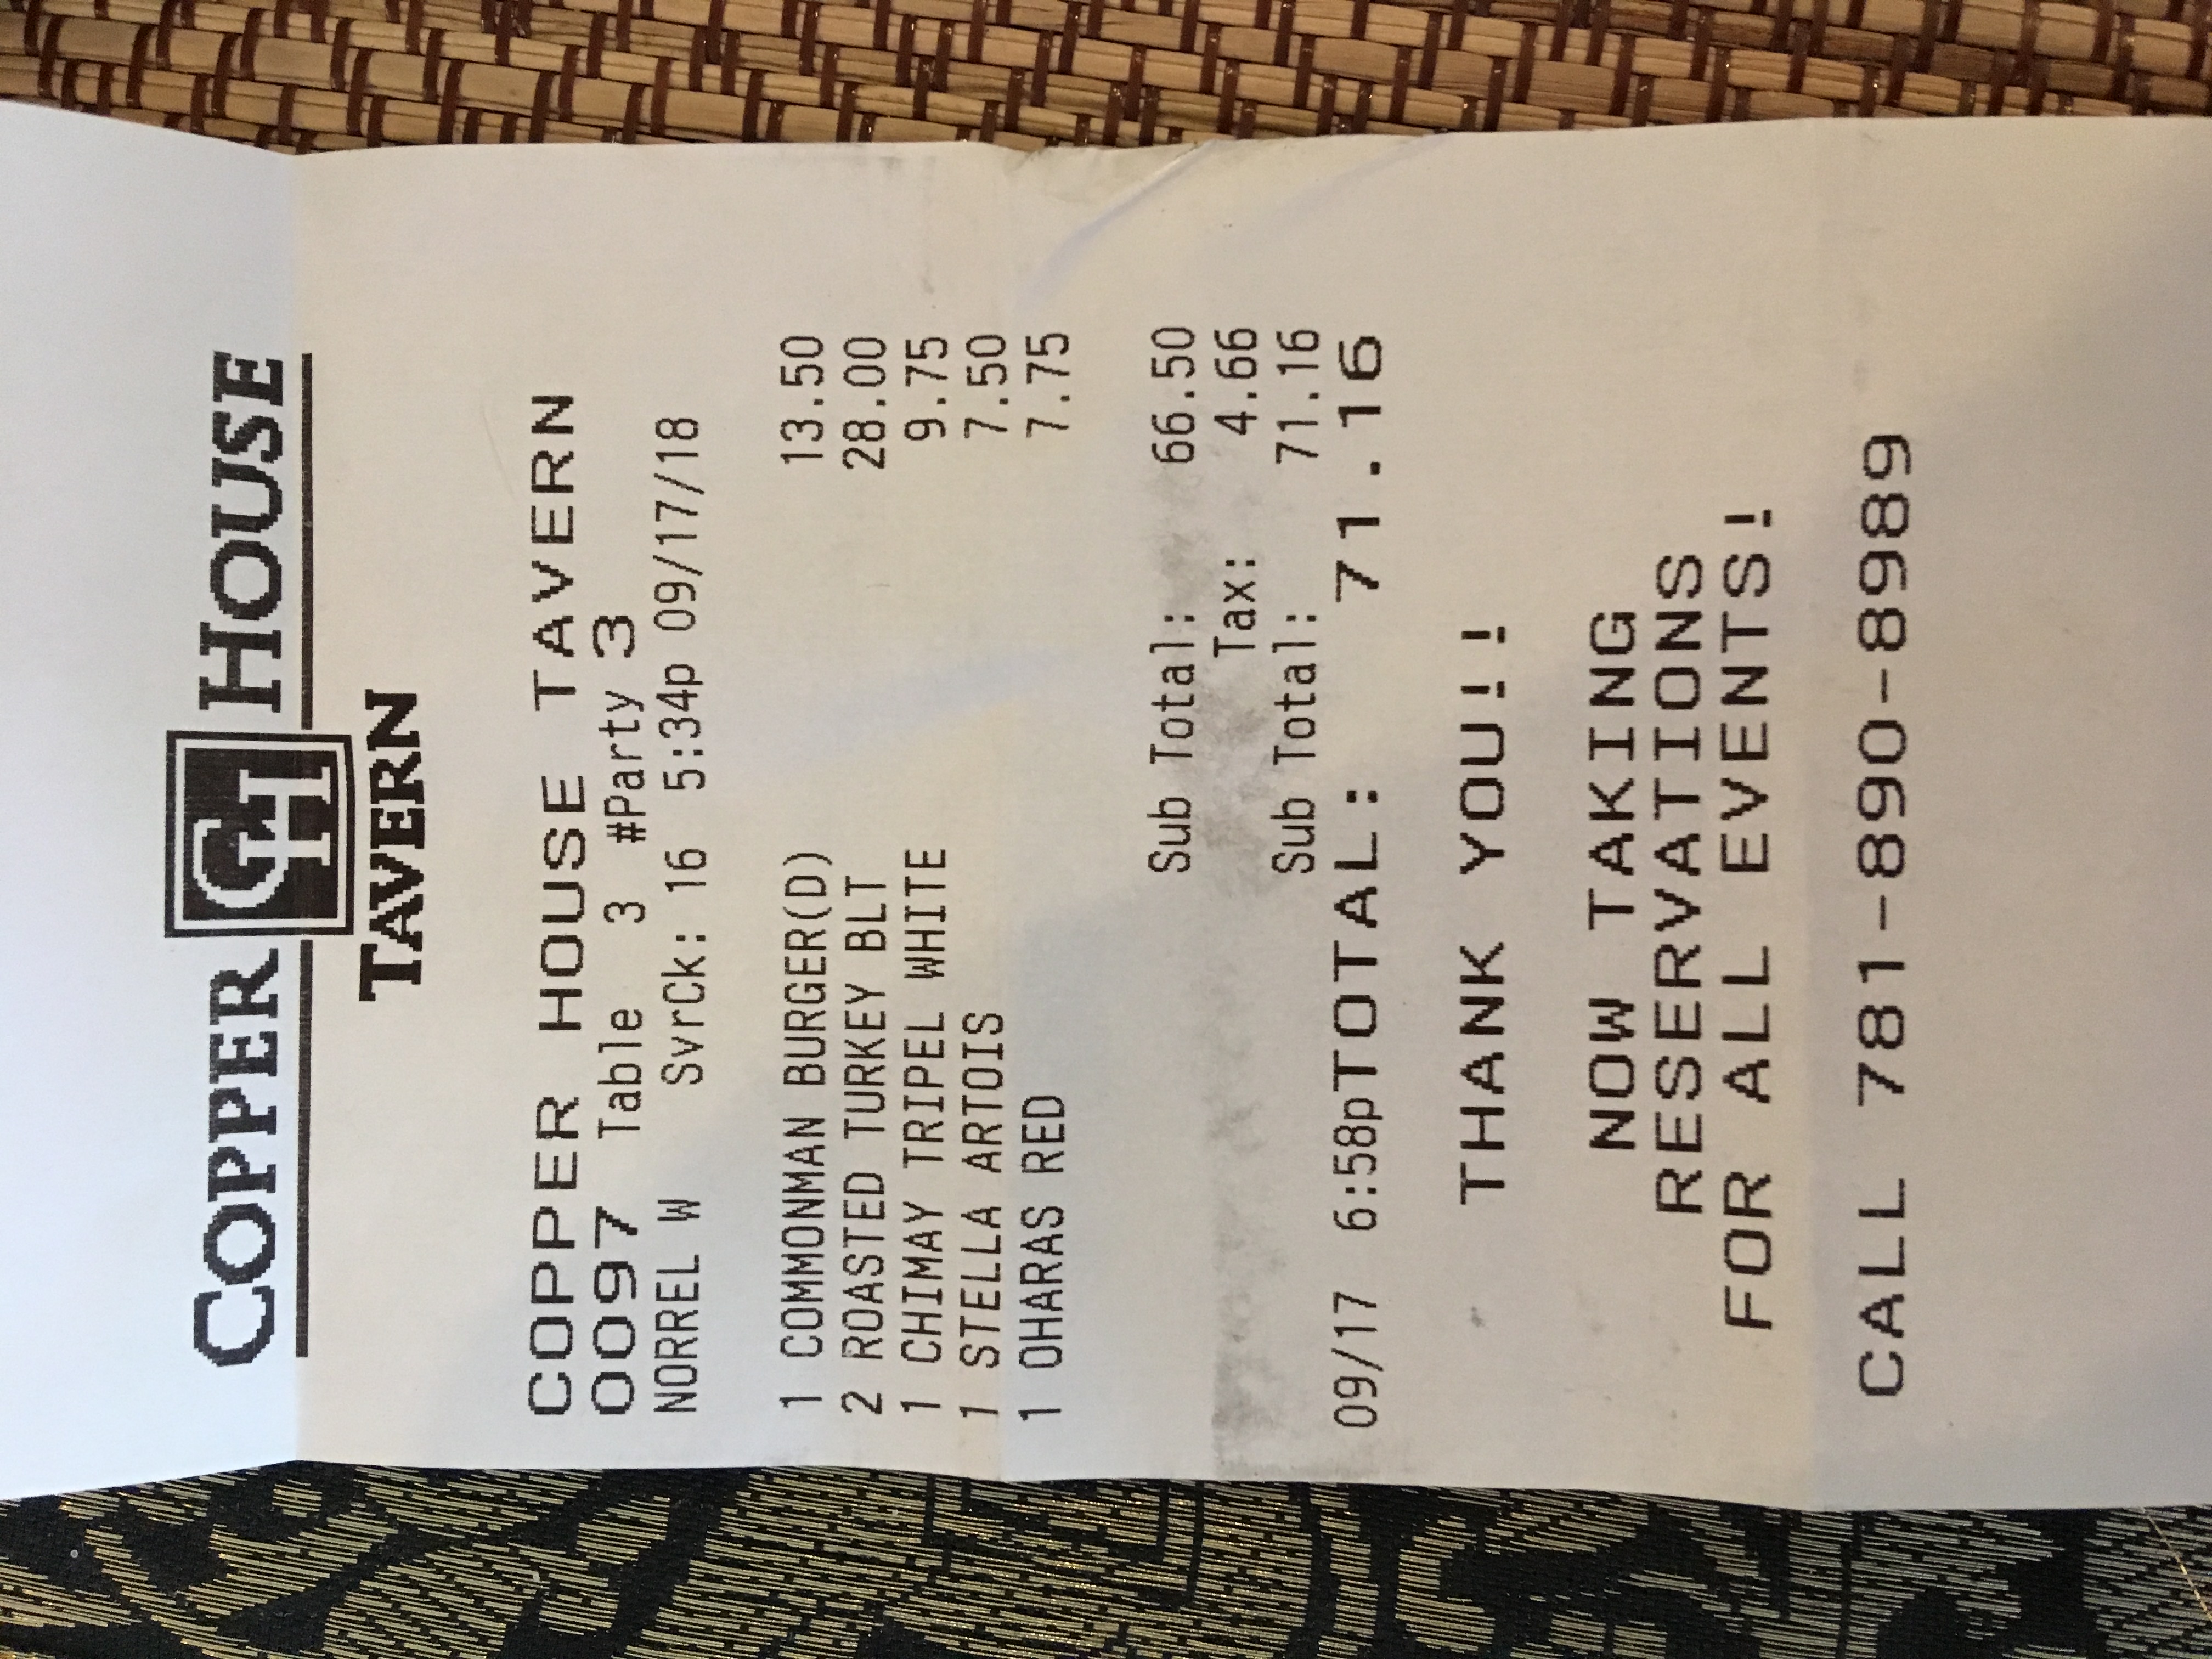 COPPER CH HOUSE
TAVERN
COPPER HOUSE TAVERN
0097 Table 3 #Party 3
NORREL W SvrCk: 16 5:34p 09/17/18
1 COMMONMAN BURGER(D) 13.50
2 ROASTED TURKEY BLT 28.00
1 CHIMAY TRIPEL WHITE 9.75
1 STELLA ARTOIS 7.50
1 OHARAS RED 7.75
Sub Total: 66.50
Tax: 4.66
Sub Total: 71.16
09/17 6:58pTOTAL: 71.16
THANK YOU!!
NOW TAKING
RESERVATIONS
FOR ALL EVENTS!
CALL 781-890-8989